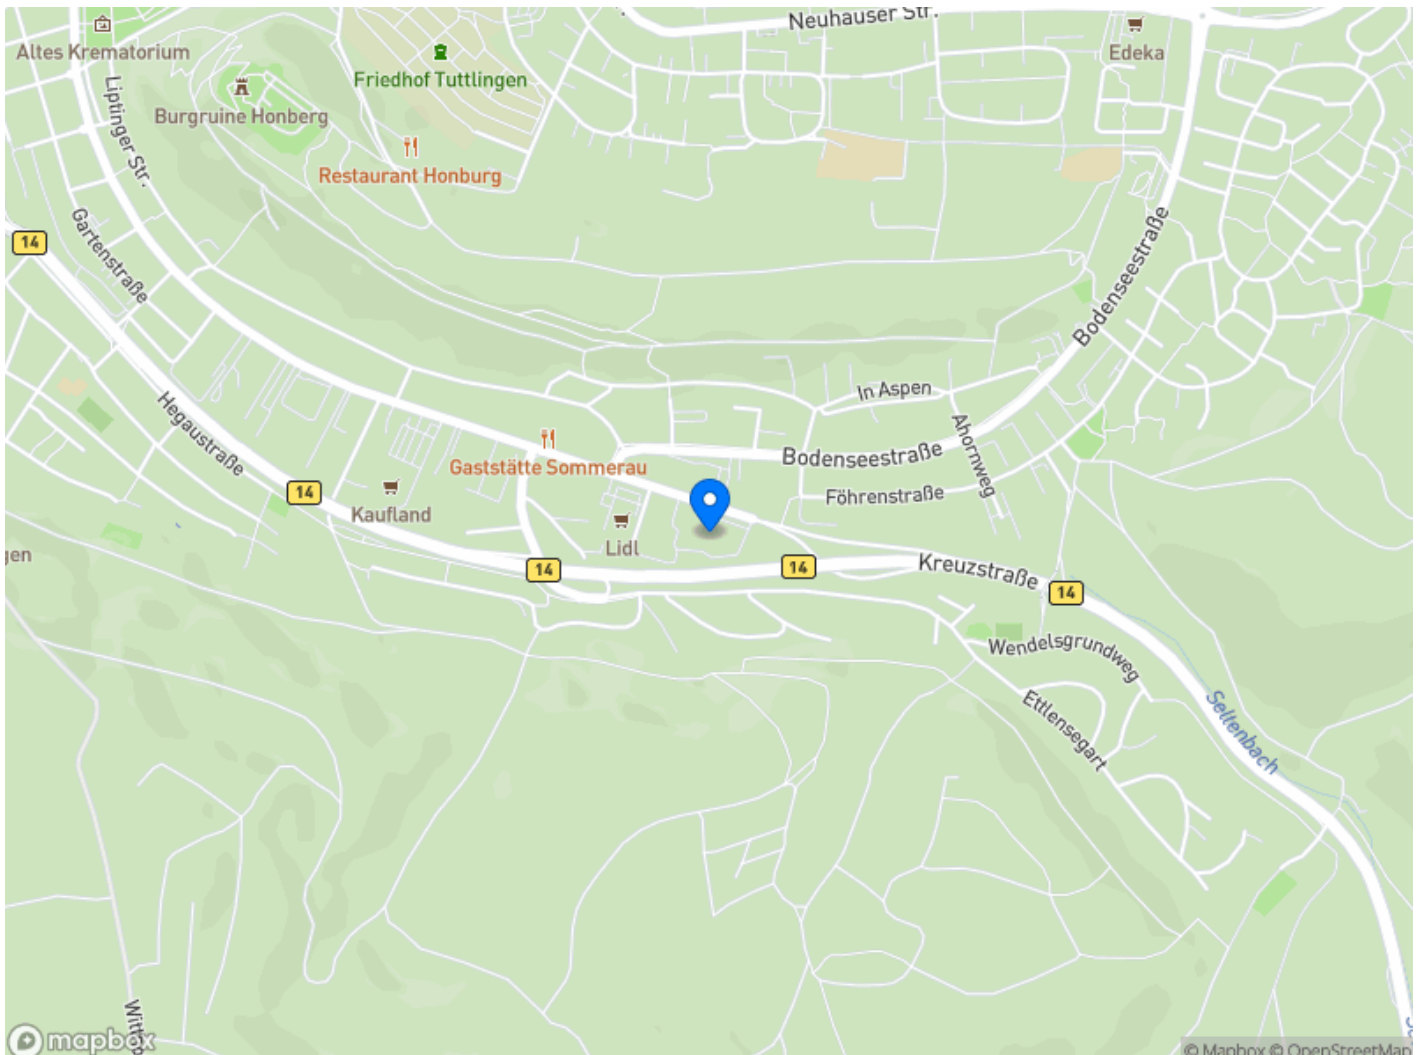 Neuhauser Str.
Edeka
Altes Krematorium
Friedhof Tuttlingen
Burgruine Honberg
Liptinger Str.
Restaurant Honburg
Gartenstraße
14
Bodenseestraße
In Aspen
Hegaustraße
Ahornweg
Gaststätte Sommerau
Bodenseestraße
14
Kaufland
Föhrenstraße
Lidl
gen
14
14
Kreuzstraße
14
Wendelsgrundweg
Ettlensegart
Seltenbach
mapbox
© Mapbox © OpenStreetMap